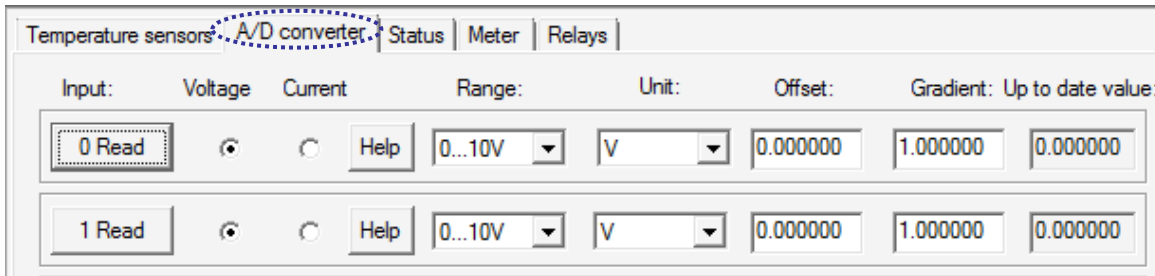 Temperature sensors A/D converter Status Meter Relays
Input: Voltage Current Range: Unit: Offset: Gradient: Up to date value:
0 Read Help 0...10V V 0.000000 1.000000 0.000000
1 Read Help 0...10V V 0.000000 1.000000 0.000000